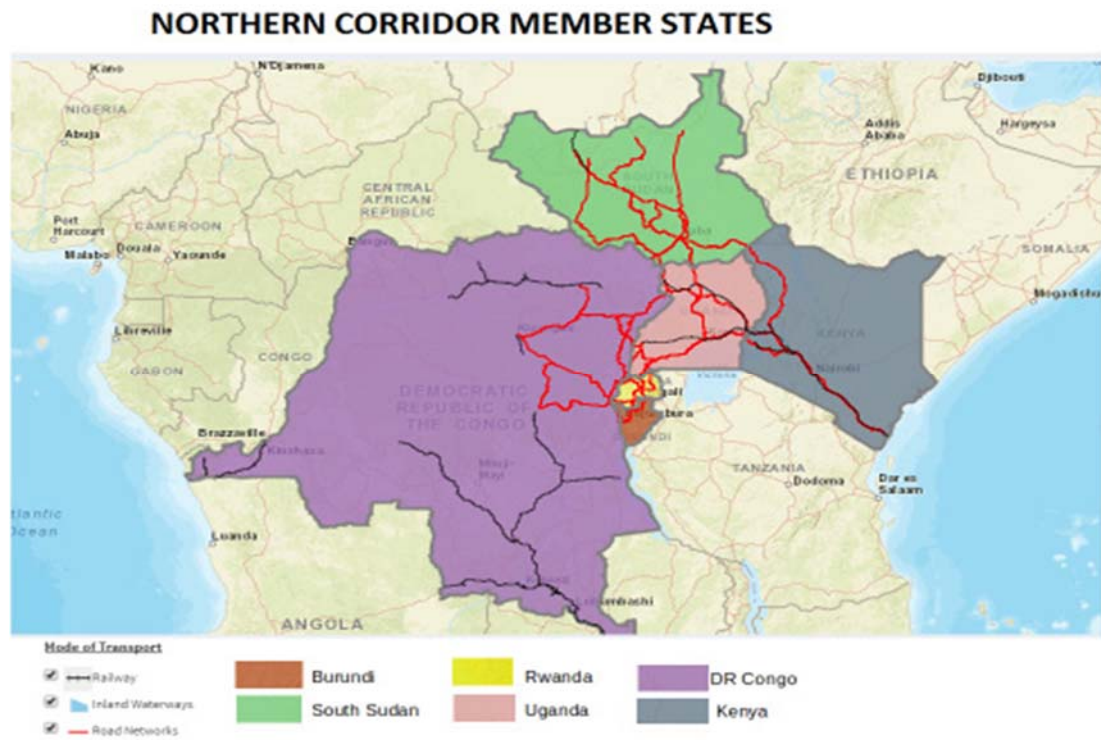 NORTHERN CORRIDOR MEMBER STATES
Kano
N'Djamena
Djibouti
NIGERIA
Abuja
Addis
Ababa
Hargeysa
ETHIOPIA
CENTRAL
AFRICAN
REPUBLIC
SOUTH
SUDAN
Port
Harcourt
CAMEROON
Malabo
Douala
Yaounde
SOMALIA
Mogadishu
Libreville
KENYA
CONGO
Nairobi
GABON
DEMOCRATIC
REPUBLIC OF
THE CONGO
Brazzaville
Kinshasa
TANZANIA
Dodoma
Dar es
Salaam
Luanda
ANGOLA
Mode of Transport
Railway
Inland Waterways
Road Networks
Burundi
South Sudan
Rwanda
Uganda
DR Congo
Kenya